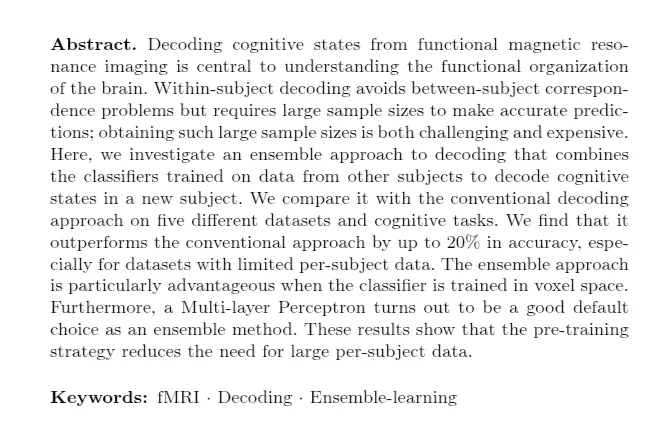 Abstract. Decoding cognitive states from functional magnetic reso-
nance imaging is central to understanding the functional organization
of the brain. Within-subject decoding avoids between-subject correspon-
dence problems but requires large sample sizes to make accurate predic-
tions; obtaining such large sample sizes is both challenging and expensive.
Here, we investigate an ensemble approach to decoding that combines
the classifiers trained on data from other subjects to decode cognitive
states in a new subject. We compare it with the conventional decoding
approach on five different datasets and cognitive tasks. We find that it
outperforms the conventional approach by up to 20% in accuracy, espe-
cially for datasets with limited per-subject data. The ensemble approach
is particularly advantageous when the classifier is trained in voxel space.
Furthermore, a Multi-layer Perceptron turns out to be a good default
choice as an ensemble method. These results show that the pre-training
strategy reduces the need for large per-subject data.
Keywords: fMRI · Decoding · Ensemble-learning